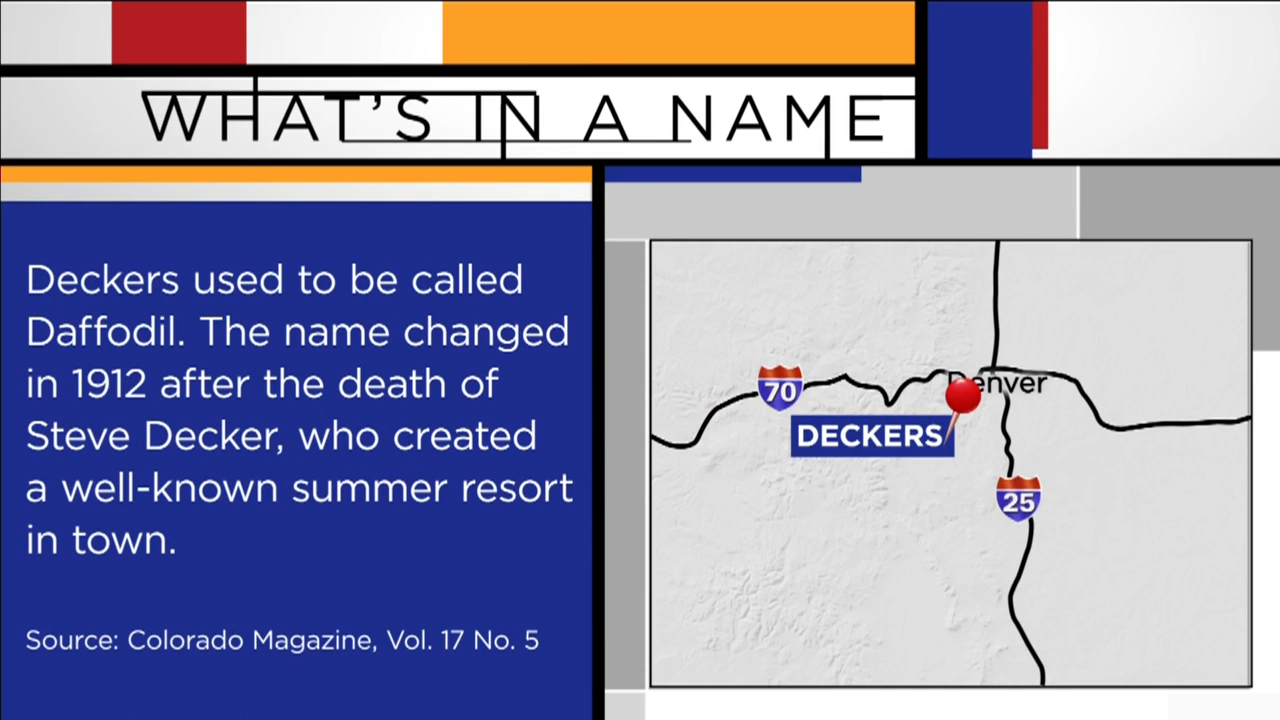 WHAT'S IN A NAME
Deckers used to be called
Daffodil. The name changed
in 1912 after the death of
Steve Decker, who created
a well-known summer resort
in town.
Source: Colorado Magazine, Vol. 17 No. 5
70
Denver
DECKERS
25